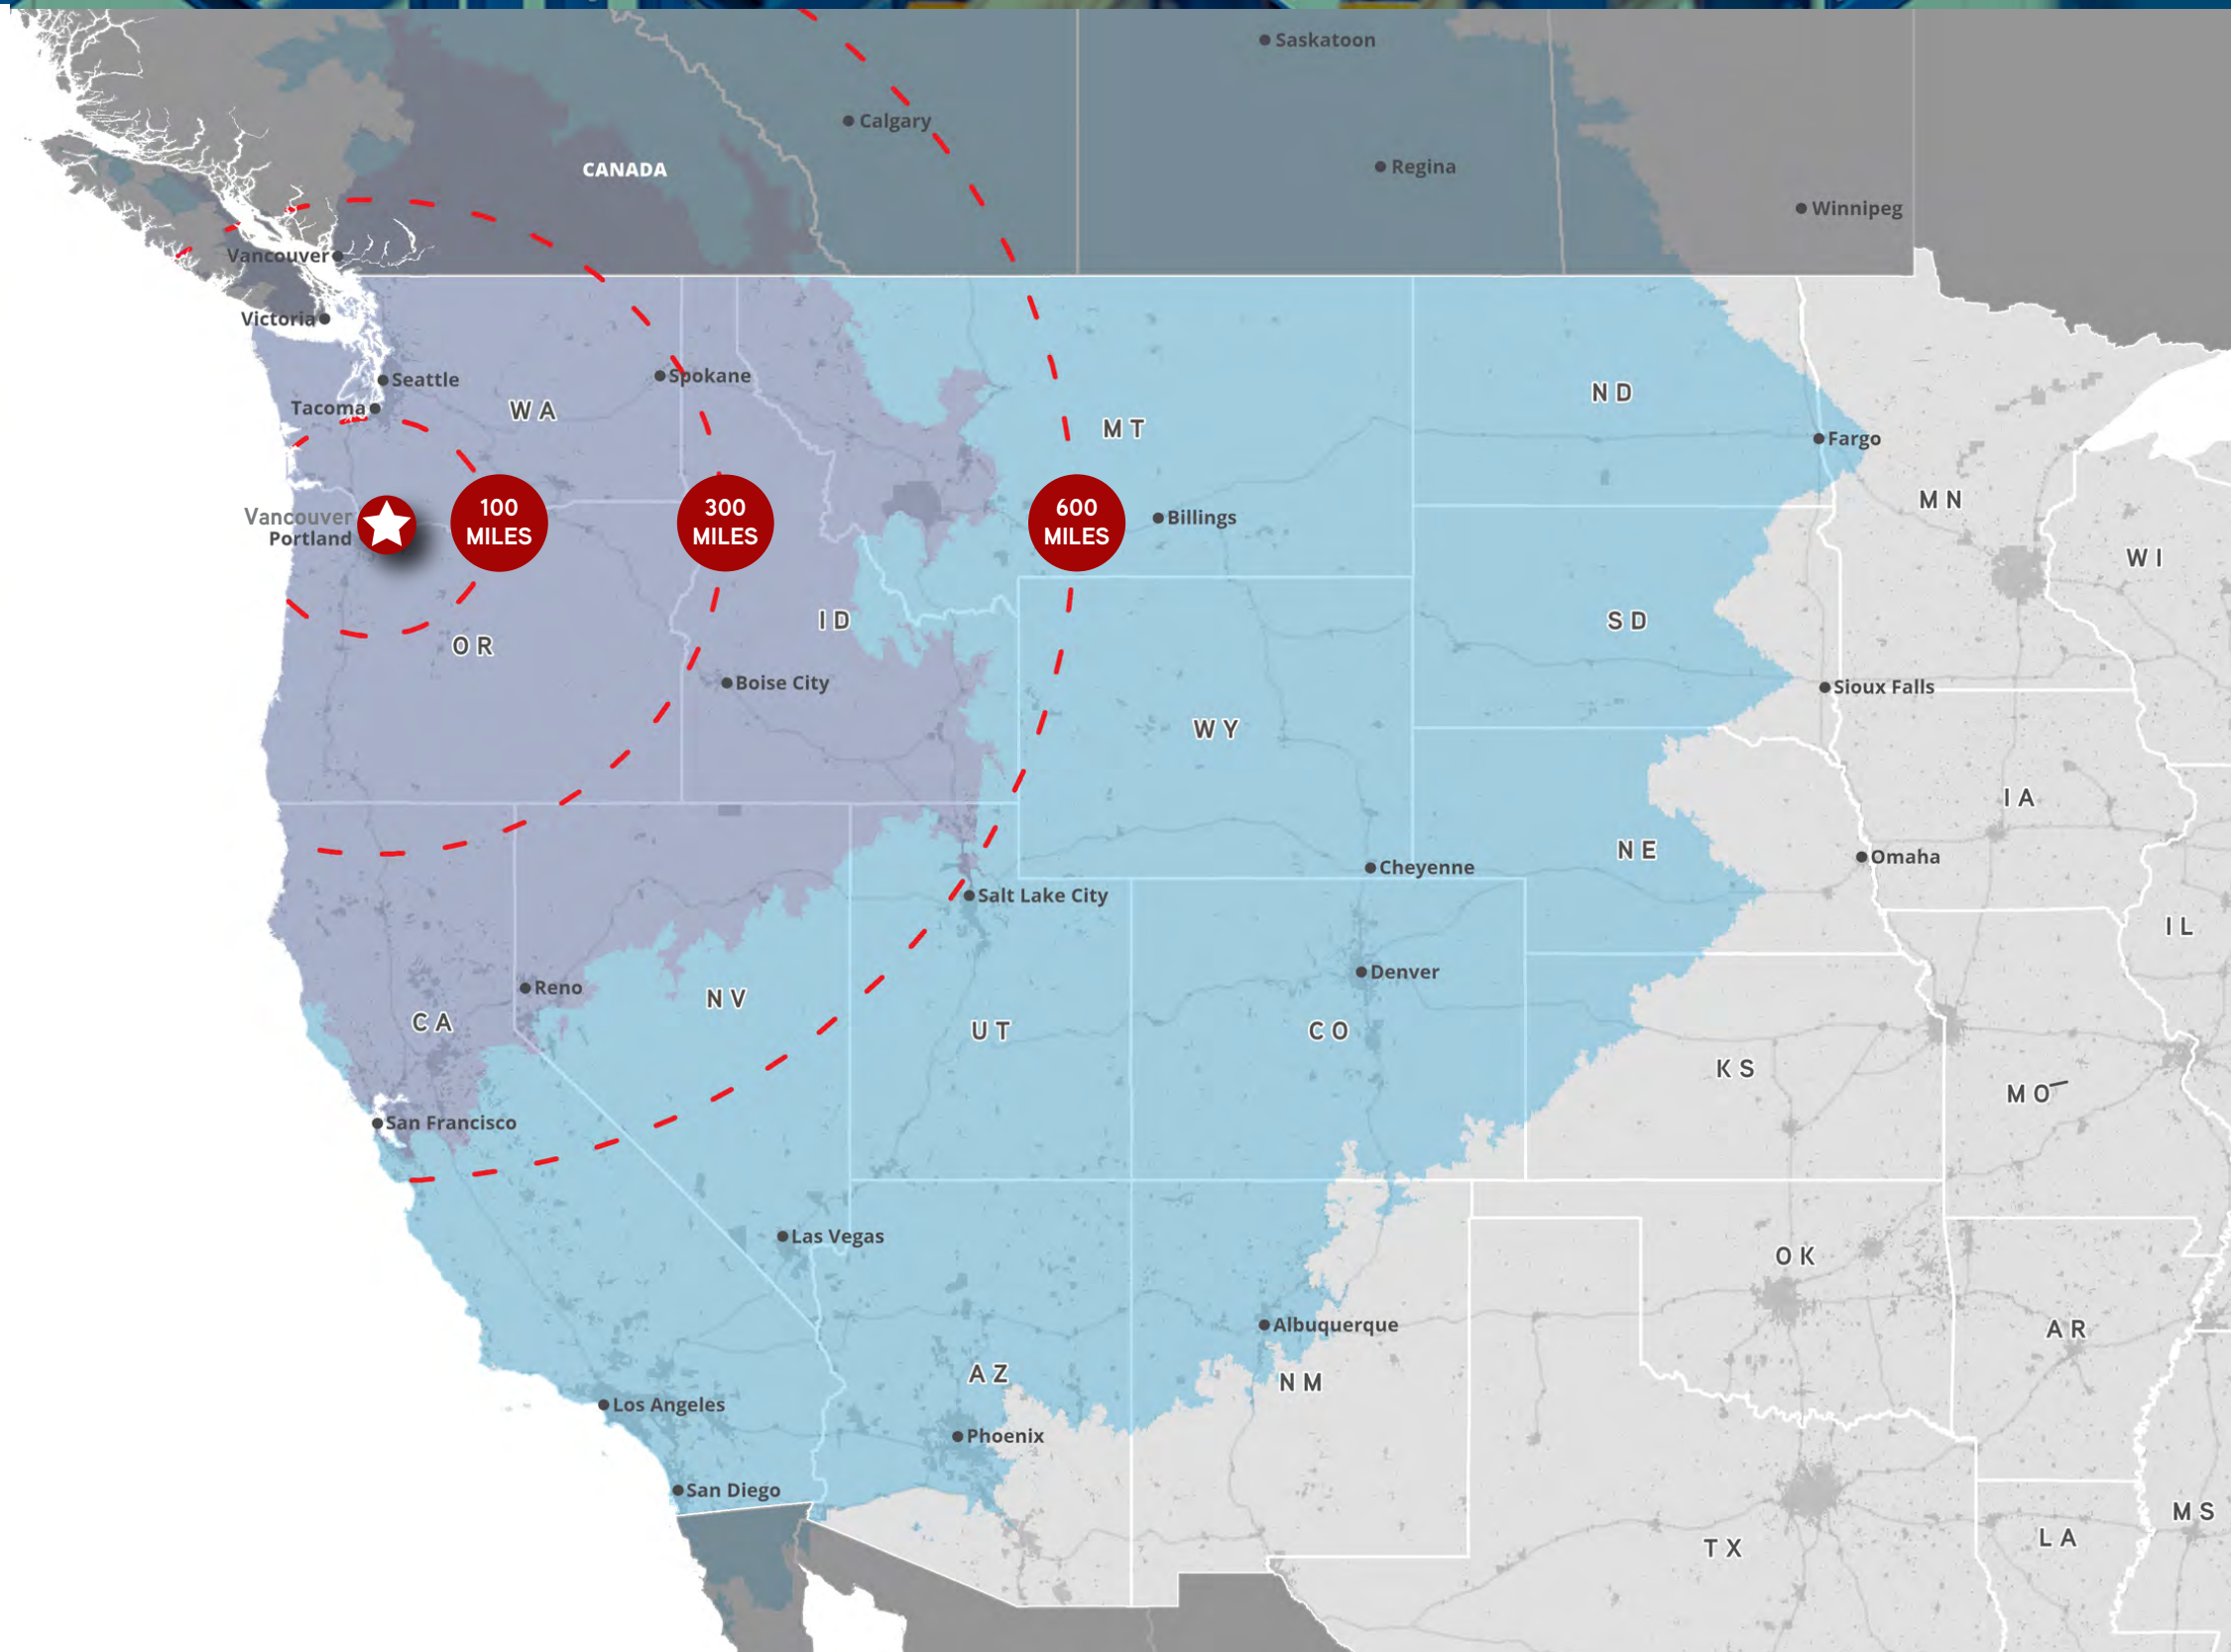 Saskatoon
Calgary
CANADA
Regina
Winnipeg
Vancouver
Victoria
Seattle
Spokane
Tacoma
WA
MT
ND
Fargo
MN
100
MILES
300
MILES
600
MILES
Vancouver
Portland
Billings
WI
OR
ID
SD
Boise City
Sioux Falls
WY
IA
NE
Omaha
Cheyenne
Salt Lake City
IL
Denver
Reno
NV
CA
UT
CO
KS
MO
San Francisco
Las Vegas
OK
Albuquerque
AR
AZ
NM
Los Angeles
Phoenix
San Diego
MS
LA
TX